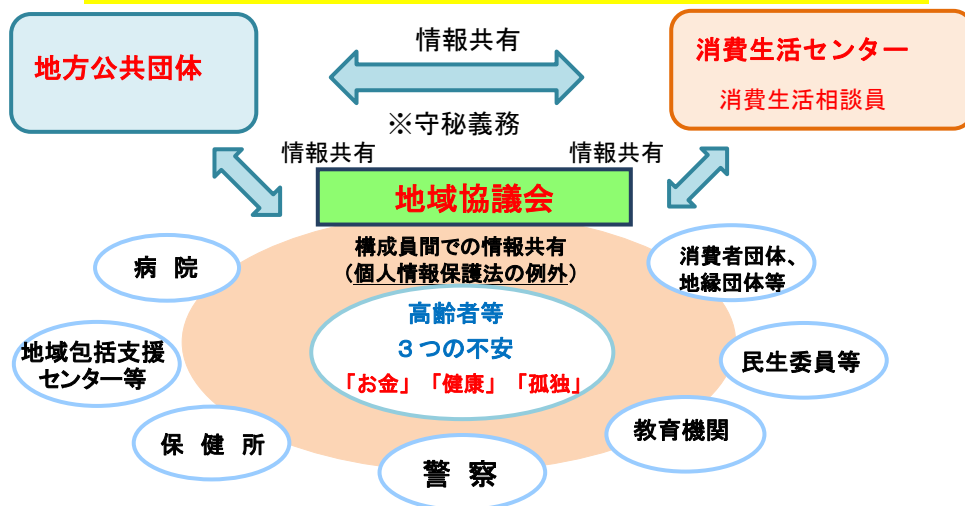 地方公共団体
情報共有
※守秘義務
消費生活センター
消費生活相談員
情報共有
情報共有
地域協議会
構成員間での情報共有
（個人情報保護法の例外）
高齢者等
３つの不安
「お金」「健康」「孤独」
病 院
消費者団体、
地縁団体等
地域包括支援
センター等
民生委員等
保 健 所
教育機関
警 察